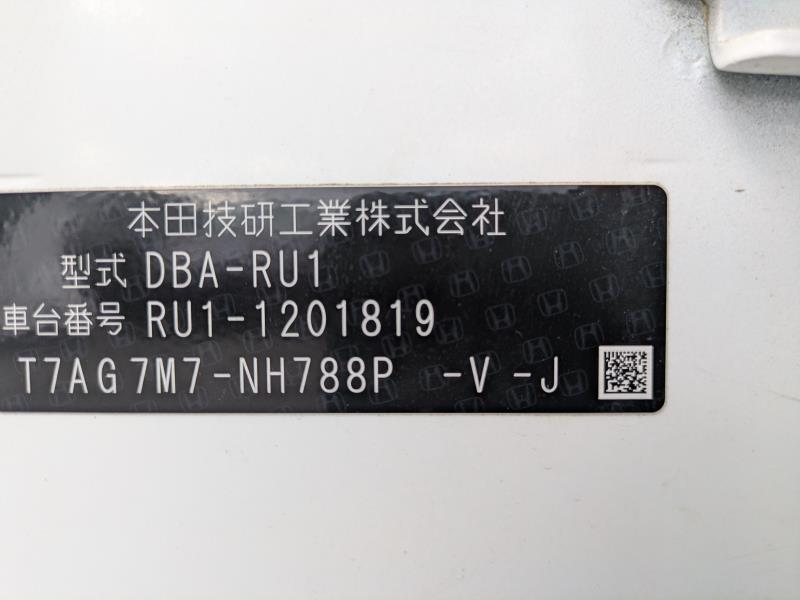 本田技研工業株式会社
型式 DBA-RU1
車台番号 RU1-1201819
T7AG7M7-NH788P -V-J